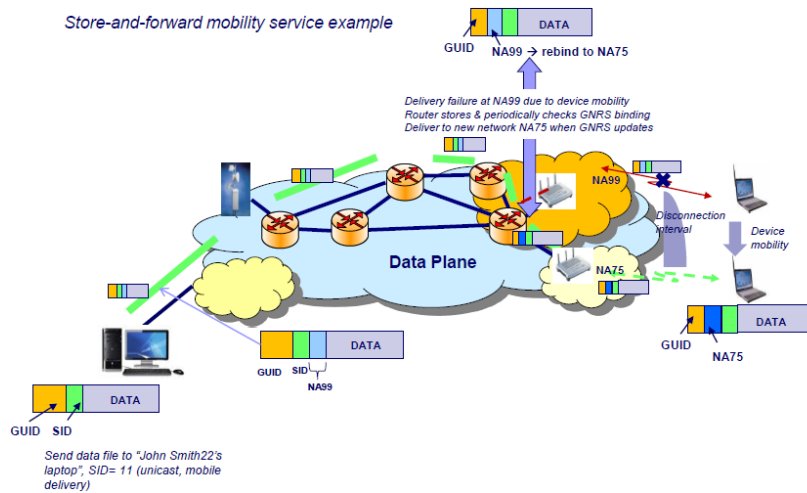 Store-and-forward mobility service example
DATA
GUID
NA99 → rebind to NA75
Delivery failure at NA99 due to device mobility
Router stores & periodically checks GNRS binding
Deliver to new network NA75 when GNRS updates
NA99
Disconnection
interval
Device
mobility
Data Plane
NA75
DATA
GUID
NA75
DATA
GUID
SID
NA99
DATA
GUID
SID
Send data file to "John Smith22's
laptop", SID= 11 (unicast, mobile
delivery)